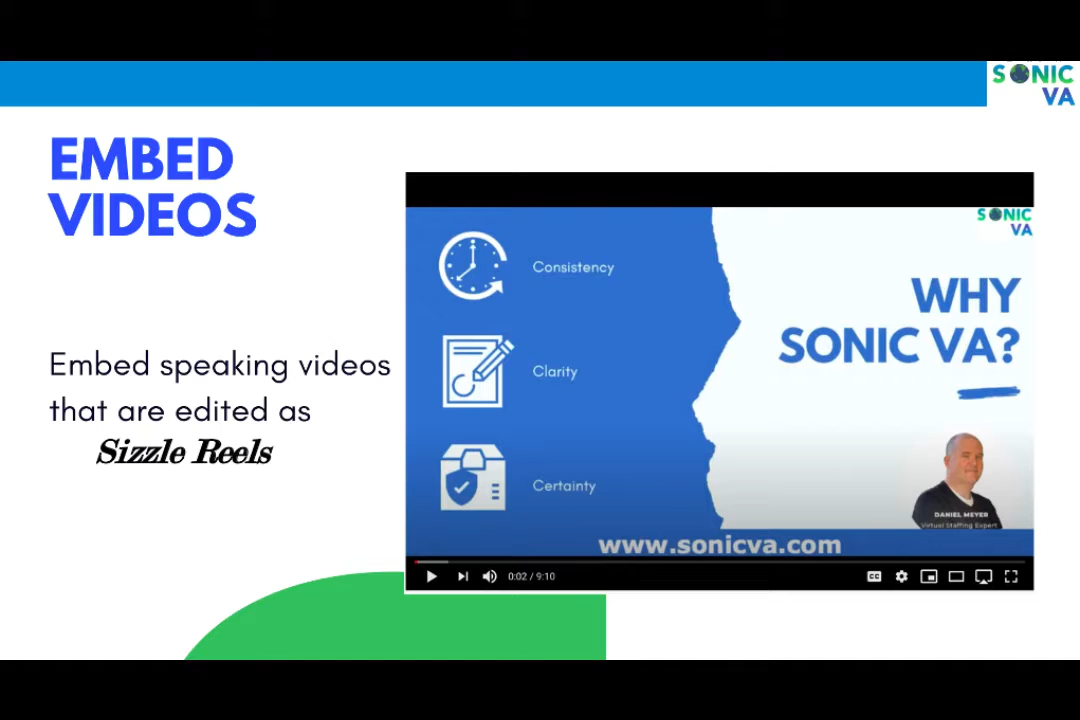 SONIC
VA
EMBED
VIDEOS
Embed speaking videos
that are edited as
Sizzle Reels
Consistency
Clarity
Certainty
SONIC
VA
WHY
SONIC VA?
DANIEL MEYER
Virtual Staffing Expert
www.sonicva.com
0:02 / 9:10
CC